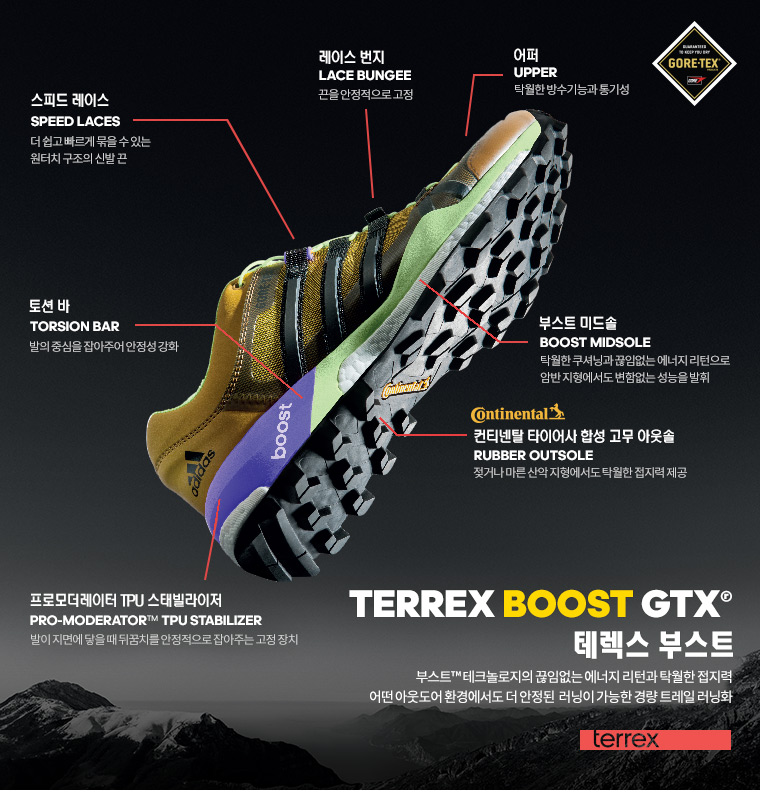 레이스 번지
LACE BUNGEE
끈을 안정적으로 고정
어퍼
UPPER
탁월한 방수기능과 통기성
GUARANTEED
TO KEEP YOU DRY
GORE-TEX®
스피드 레이스
SPEED LACES
더 쉽고 빠르게 묶을 수 있는
원터치 구조의 신발 끈
토션 바
TORSION BAR
발의 중심을 잡아주어 안정성 강화
부스트 미드솔
BOOST MIDSOLE
탁월한 쿠셔닝과 끊임없는 에너지 리턴으로
암반 지형에서도 변함없는 성능을 발휘
Continental
boost
adidas
Continental
컨티넨탈 타이어사 합성 고무 아웃솔
RUBBER OUTSOLE
젖거나 마른 산악 지형에서도 탁월한 접지력 제공
프로모더레이터 TPU 스태빌라이저
PRO-MODERATOR™ TPU STABILIZER
발이 지면에 닿을 때 뒤꿈치를 안정적으로 잡아주는 고정 장치
TERREX BOOST GTX®
테렉스 부스트
부스트™ 테크놀로지의 끊임없는 에너지 리턴과 탁월한 접지력
어떤 아웃도어 환경에서도 더 안정된 러닝이 가능한 경량 트레일 러닝화
terrex